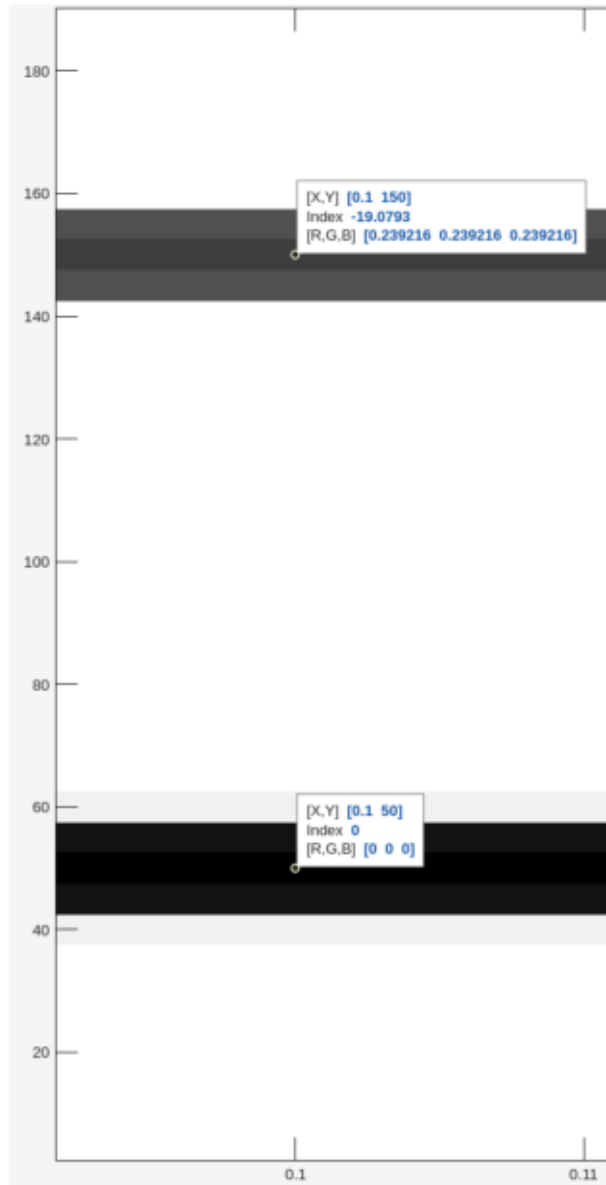 180
160
[X,Y] [0.1 150]
Index -19.0793
[R,G,B] [0.239216 0.239216 0.239216]
140
120
100
80
60
[X,Y] [0.1 50]
Index 0
[R,G,B] [0 0 0]
40
20
0.1 0.11